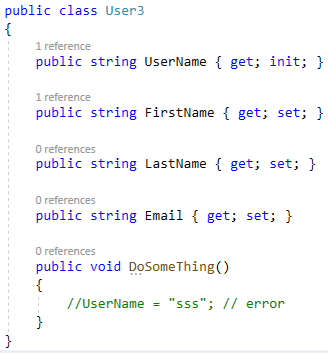 public class User3
{
1 reference
public string UserName { get; init; }
1 reference
public string FirstName { get; set; }
0 references
public string LastName { get; set; }
0 references
public string Email { get; set; }
0 references
public void DoSomeThing()
{
//UserName = "sss"; // error
}
}